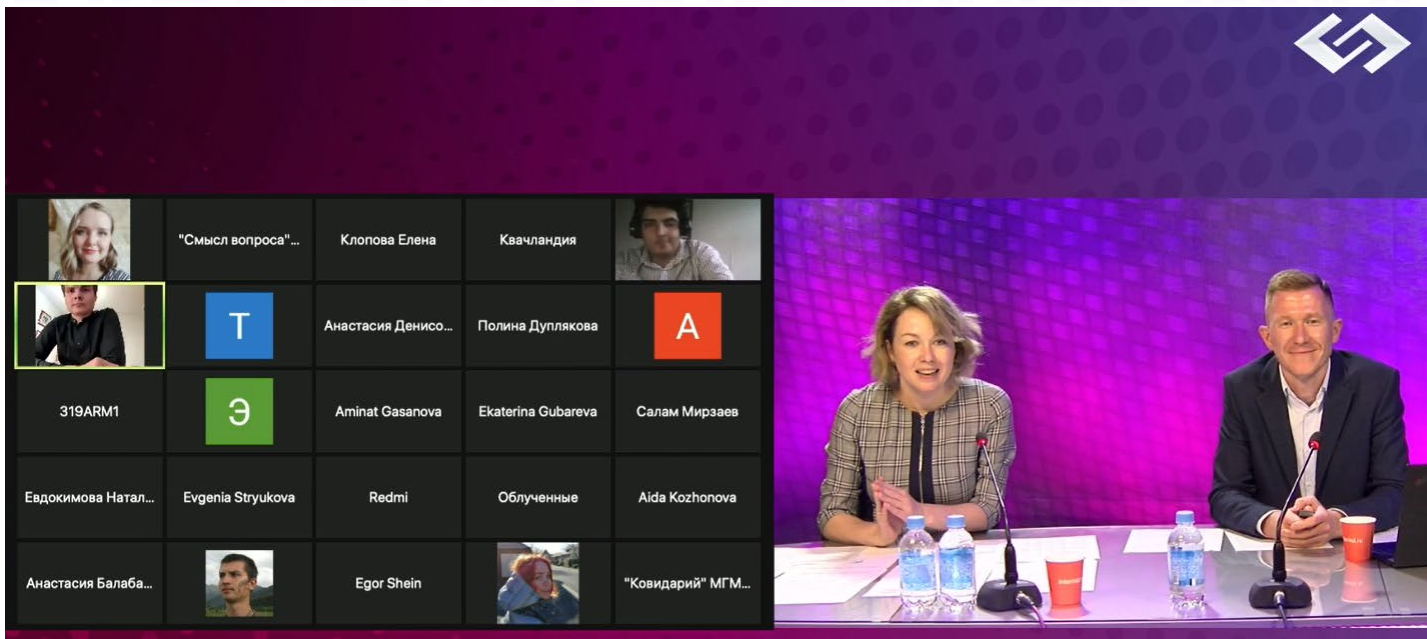 "Смысл вопроса"...
Клопова Елена
Квачландия
Т
Анастасия Денисо...
Полина Дуплякова
А
319ARM1
Э
Aminat Gasanova
Ekaterina Gubareva
Салам Мирзаев
Евдокимова Натал...
Evgenia Stryukova
Redmi
Облученные
Aida Kozhonova
Анастасия Балаба...
Egor Shein
"Ковидарий" МГМ...